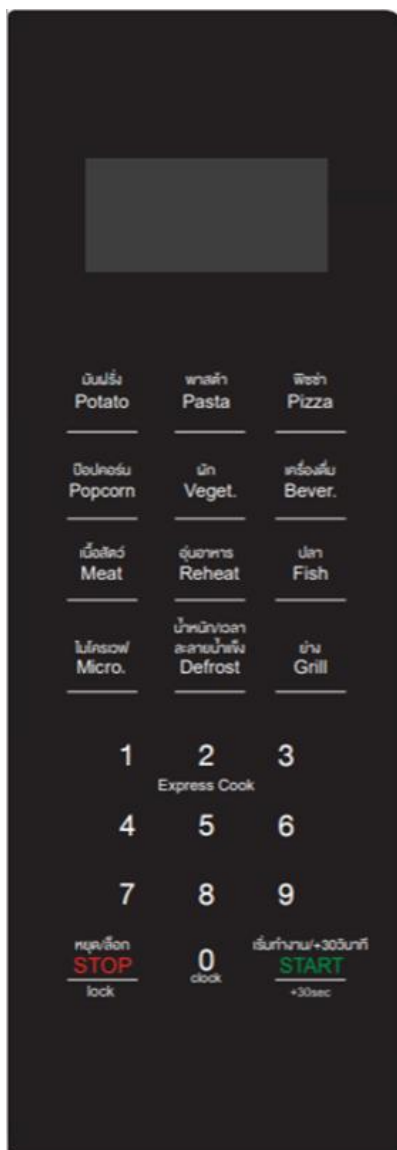 มันฝรั่ง พาสต้า พิซซ่า
Potato Pasta Pizza
ป๊อปคอร์น ผัก เครื่องดื่ม
Popcorn Veget. Bever.
เนื้อสัตว์ อุ่นอาหาร ปลา
Meat Reheat Fish
น้ำหนัก/เวลา
ไมโครเวฟ ละลายน้ำแข็ง ย่าง
Micro. Defrost Grill
1 2 3
Express Cook
4 5 6
7 8 9
หยุด/ล็อก เริ่มทำงาน/+30วินาที
STOP 0 START
clock
lock +30sec